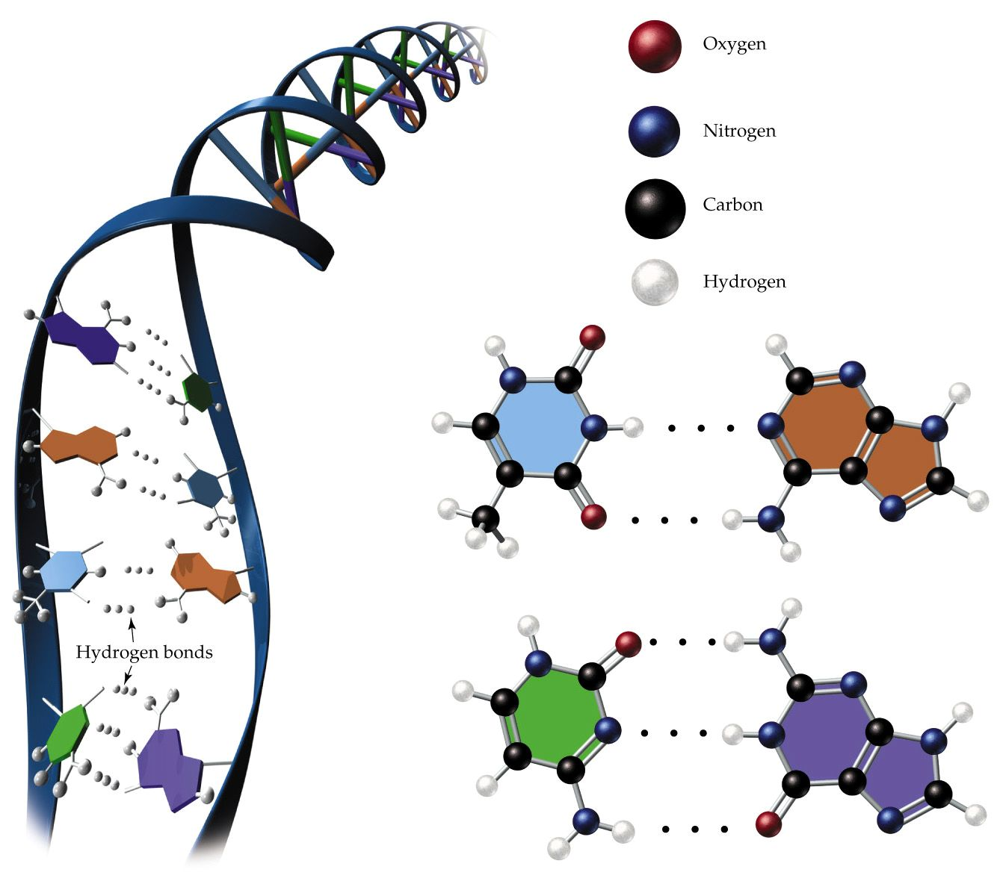 Oxygen
Nitrogen
Carbon
Hydrogen
Hydrogen bonds